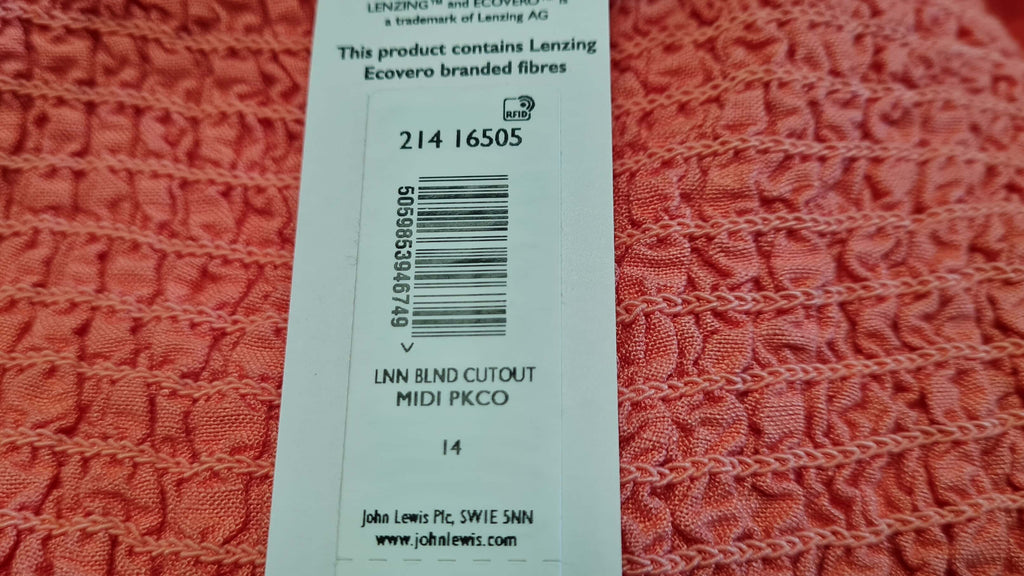 LENZING™ and ECOVERO™ is
a trademark of Lenzing AG
This product contains Lenzing
Ecovero branded fibres
RFID
214 16505
5059853946749 >
LNN BLND CUTOUT
MIDI PKCO
14
John Lewis Plc, SW1E 5NN
www.johnlewis.com